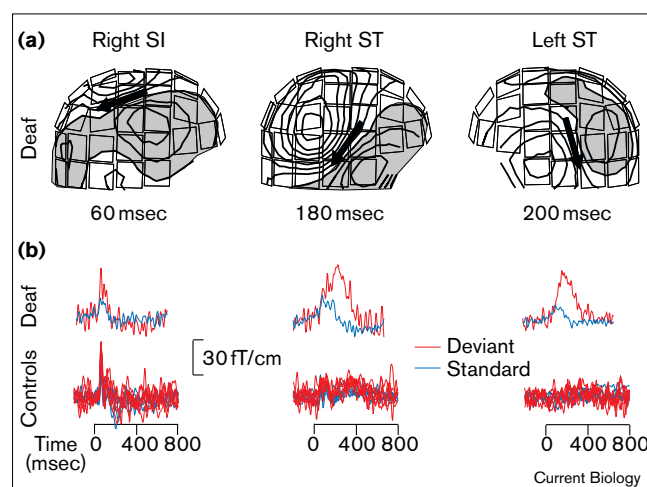 (a)
Right SI Right ST Left ST
Deaf
60 msec 180 msec 200 msec
(b)
Deaf
30 fT/cm
Deviant
Standard
Controls
Time (msec)
0 400 800 0 400 800 0 400 800
Current Biology